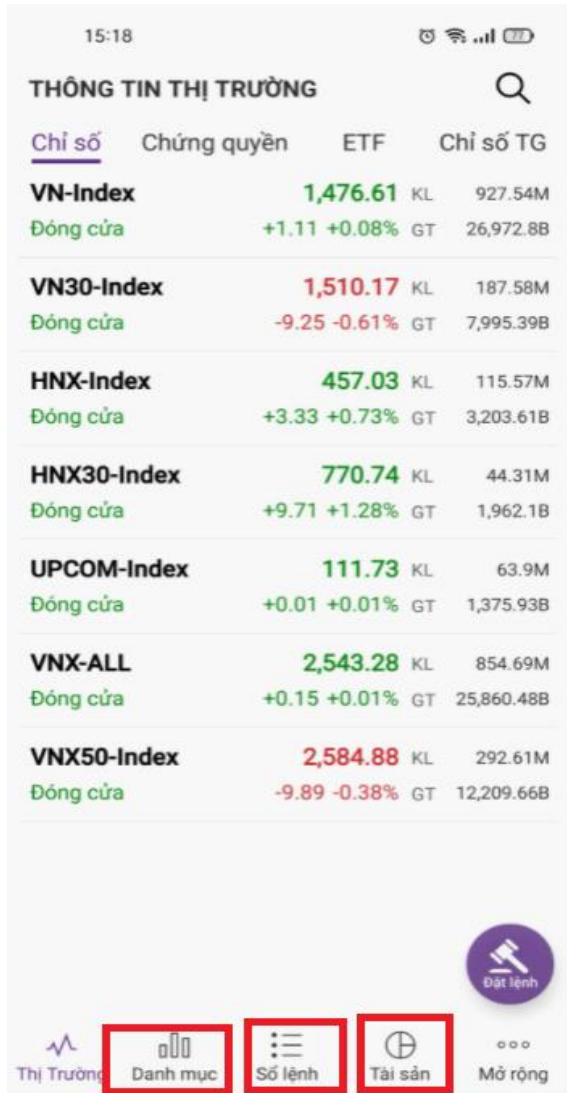 15:18
77
THÔNG TIN THỊ TRƯỜNG
Chỉ số Chứng quyền ETF Chỉ số TG
VN-Index 1,476.61 KL 927.54M
Đóng cửa +1.11 +0.08% GT 26,972.8B
VN30-Index 1,510.17 KL 187.58M
Đóng cửa -9.25 -0.61% GT 7,995.39B
HNX-Index 457.03 KL 115.57M
Đóng cửa +3.33 +0.73% GT 3,203.61B
HNX30-Index 770.74 KL 44.31M
Đóng cửa +9.71 +1.28% GT 1,962.1B
UPCOM-Index 111.73 KL 63.9M
Đóng cửa +0.01 +0.01% GT 1,375.93B
VNX-ALL 2,543.28 KL 854.69M
Đóng cửa +0.15 +0.01% GT 25,860.48B
VNX50-Index 2,584.88 KL 292.61M
Đóng cửa -9.89 -0.38% GT 12,209.66B
Đặt lệnh
Thị Trường Danh mục Sổ lệnh Tài sản Mở rộng